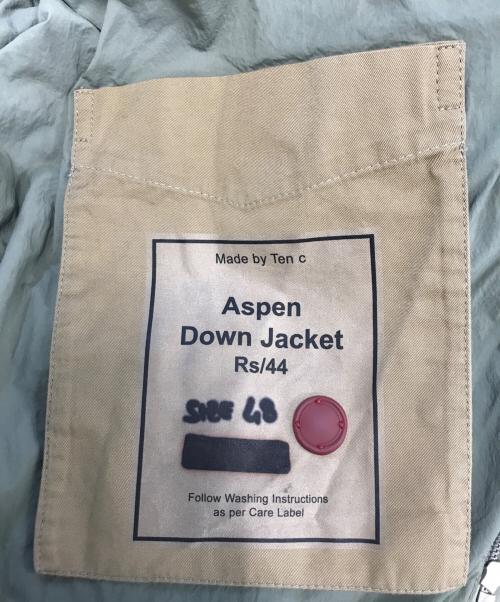 Made by Ten c
Aspen
Down Jacket
Rs/44
SIZE 48
Follow Washing Instructions
as per Care Label